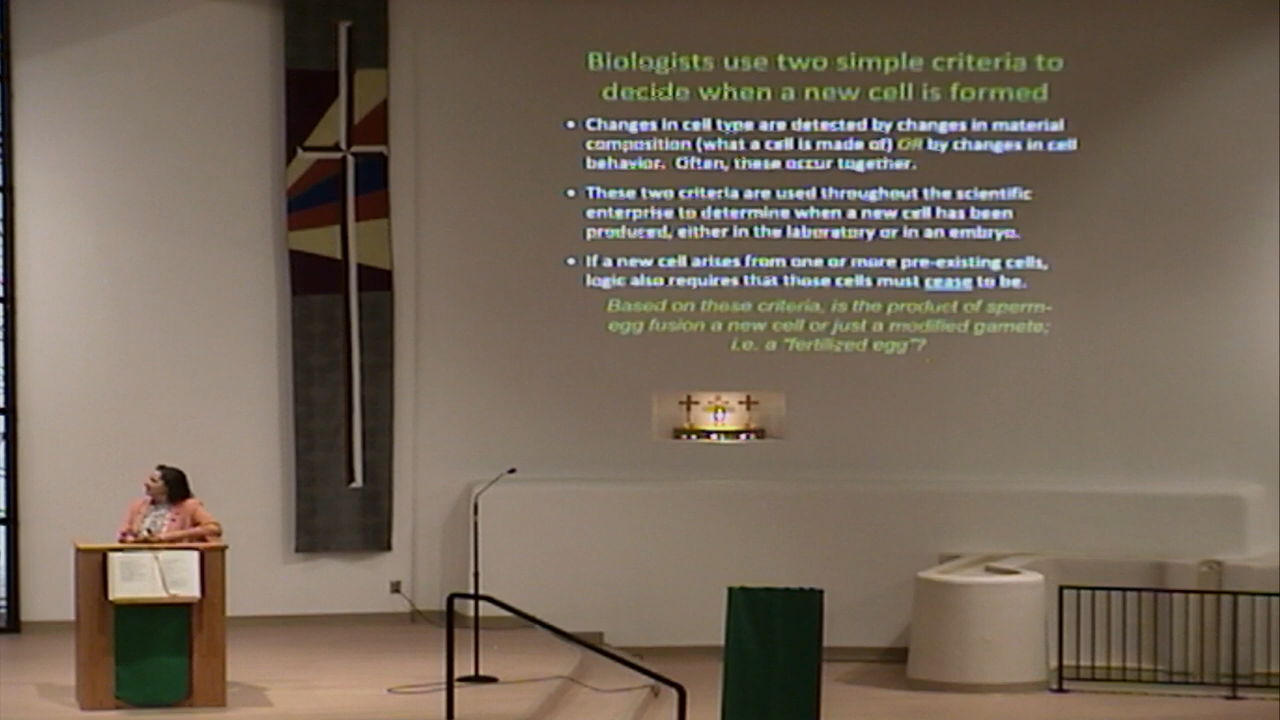 Biologists use two simple criteria to
decide when a new cell is formed
• Changes in cell type are detected by changes in material
composition (what a cell is made of) OR by changes in cell
behavior. Often, these occur together.
• These two criteria are used throughout the scientific
enterprise to determine when a new cell has been
produced, either in the laboratory or in an embryo.
• If a new cell arises from one or more pre-existing cells,
logic also requires that those cells must cease to be.
Based on these criteria, is the product of sperm-
egg fusion a new cell or just a modified gamete;
i.e. a "fertilized egg"?